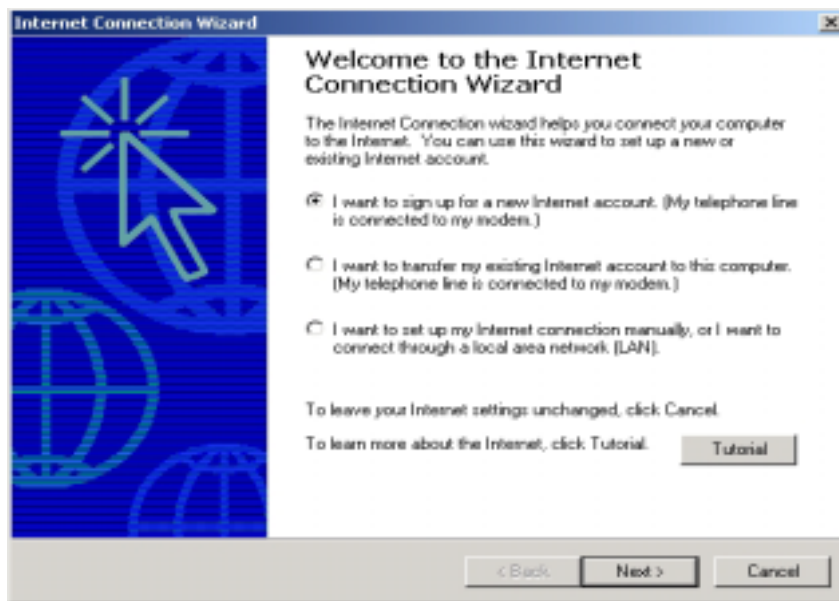 Internet Connection Wizard
Welcome to the Internet
Connection Wizard
The Internet Connection wizard helps you connect your computer
to the Internet. You can use this wizard to set up a new or
existing Internet account.
I want to sign up for a new Internet account. (My telephone line
is connected to my modem.)
I want to transfer my existing Internet account to this computer.
(My telephone line is connected to my modem.)
I want to set up my Internet connection manually, or I want to
connect through a local area network (LAN).
To leave your Internet settings unchanged, click Cancel.
To learn more about the Internet, click Tutorial.
Tutorial
< Back
Next >
Cancel